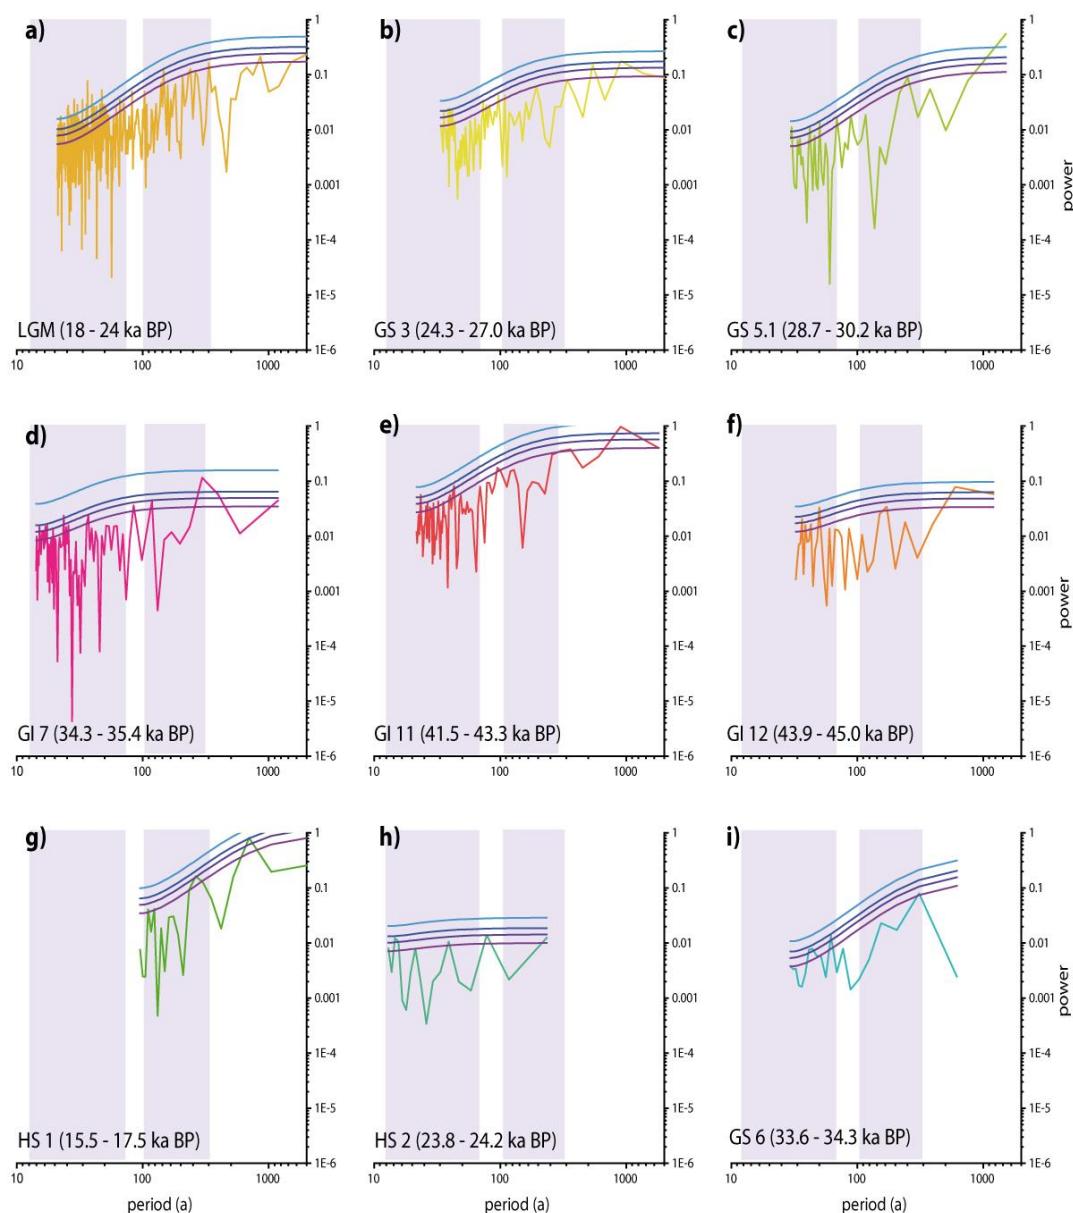 a)
b)
c)
1
1
1
0.1
0.1
0.1
0.01
0.01
0.01
0.001
0.001
0.001
power
1E-4
1E-4
1E-4
1E-5
1E-5
1E-5
LGM (18 - 24 ka BP)
GS 3 (24.3 - 27.0 ka BP)
GS 5.1 (28.7 - 30.2 ka BP)
1E-6
1E-6
1E-6
10 100 1000
10 100 1000
10 100 1000
d)
e)
f)
1
1
1
0.1
0.1
0.1
0.01
0.01
0.01
0.001
0.001
0.001
power
1E-4
1E-4
1E-4
1E-5
1E-5
1E-5
GI 7 (34.3 - 35.4 ka BP)
GI 11 (41.5 - 43.3 ka BP)
GI 12 (43.9 - 45.0 ka BP)
1E-6
1E-6
1E-6
10 100 1000
10 100 1000
10 100 1000
g)
h)
i)
1
1
1
0.1
0.1
0.1
0.01
0.01
0.01
0.001
0.001
0.001
power
1E-4
1E-4
1E-4
1E-5
1E-5
1E-5
HS 1 (15.5 - 17.5 ka BP)
HS 2 (23.8 - 24.2 ka BP)
GS 6 (33.6 - 34.3 ka BP)
1E-6
1E-6
1E-6
10 100 1000
10 100 1000
10 100 1000
period (a)
period (a)
period (a)